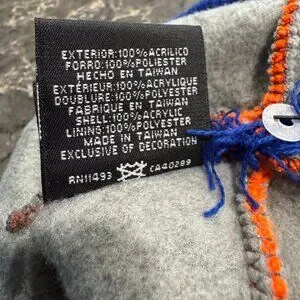 EXTERIOR:100%ACRILICO
FORRO:100%POLIESTER
HECHO EN TAIWAN
EXTÉRIEUR:100%ACRYLIQUE
DOUBLURE:100%POLYESTER
FABRIQUE EN TAIWAN
SHELL:100%ACRYLIC
LINING:100%POLYESTER
MADE IN TAIWAN
EXCLUSIVE OF DECORATION
RN11493 CA40289